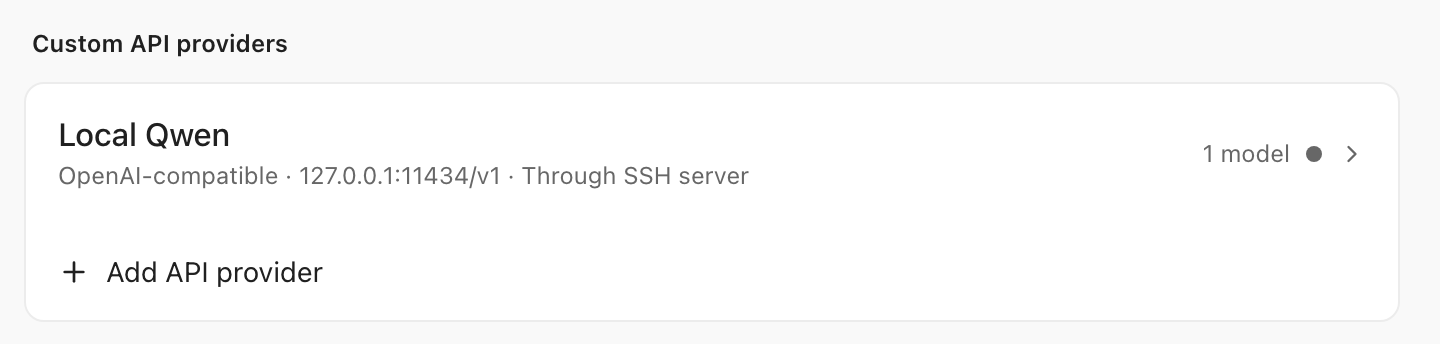 Custom API providers
Local Qwen
OpenAI-compatible · 127.0.0.1:11434/v1 · Through SSH server
1 model
Add API provider